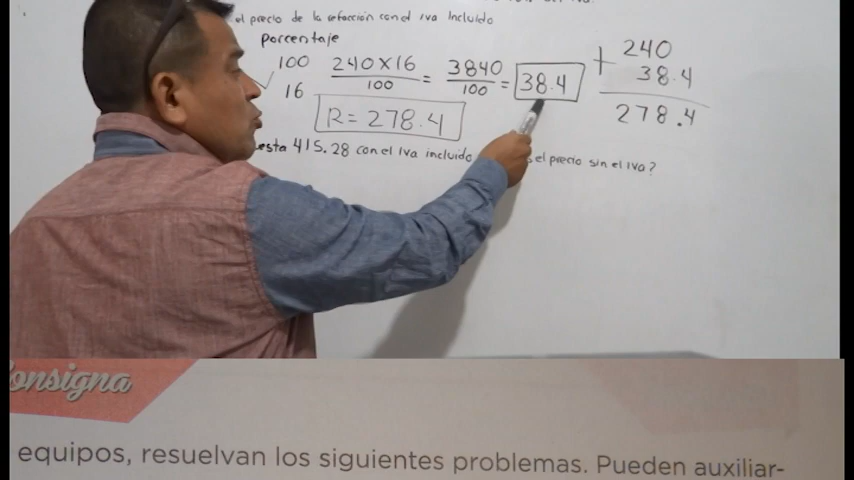 el precio de la refacción con el iva Incluido
porcentaje
100 240 x 16 / 100 = 3840 / 100 = 38.4
16
R = 278.4
+ 240
38.4
278.4
415.28 con el Iva incluido el precio sin el iva?
Consigna
equipos, resuelvan los siguientes problemas. Pueden auxiliar-